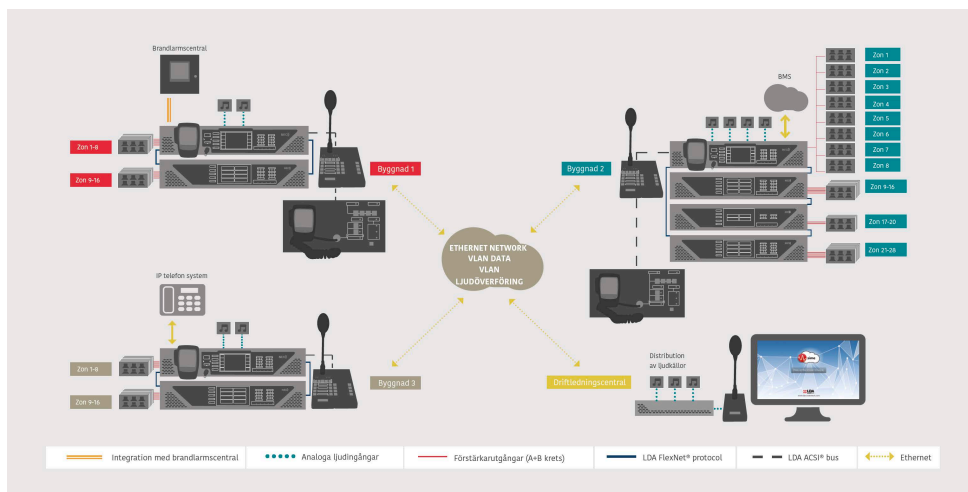 Brandlarmscentral
Zon 1-8
Zon 9-16
Byggnad 1
BMS
Zon 1
Zon 2
Zon 3
Zon 4
Zon 5
Zon 6
Zon 7
Zon 8
Byggnad 2
Zon 9-16
Zon 17-20
Zon 21-28
ETHERNET NETWORK
VLAN DATA
VLAN
LJUDÖVERFÖRING
IP telefon system
Zon 1-8
Zon 9-16
Byggnad 3
Driftledningscentral
Distribution
av ljudkällor
LDA
Integration med brandlarmscentral
Analoga ljudingångar
Förstärkarutgångar (A+B krets)
LDA FlexNet® protocol
LDA ACSI® bus
Ethernet